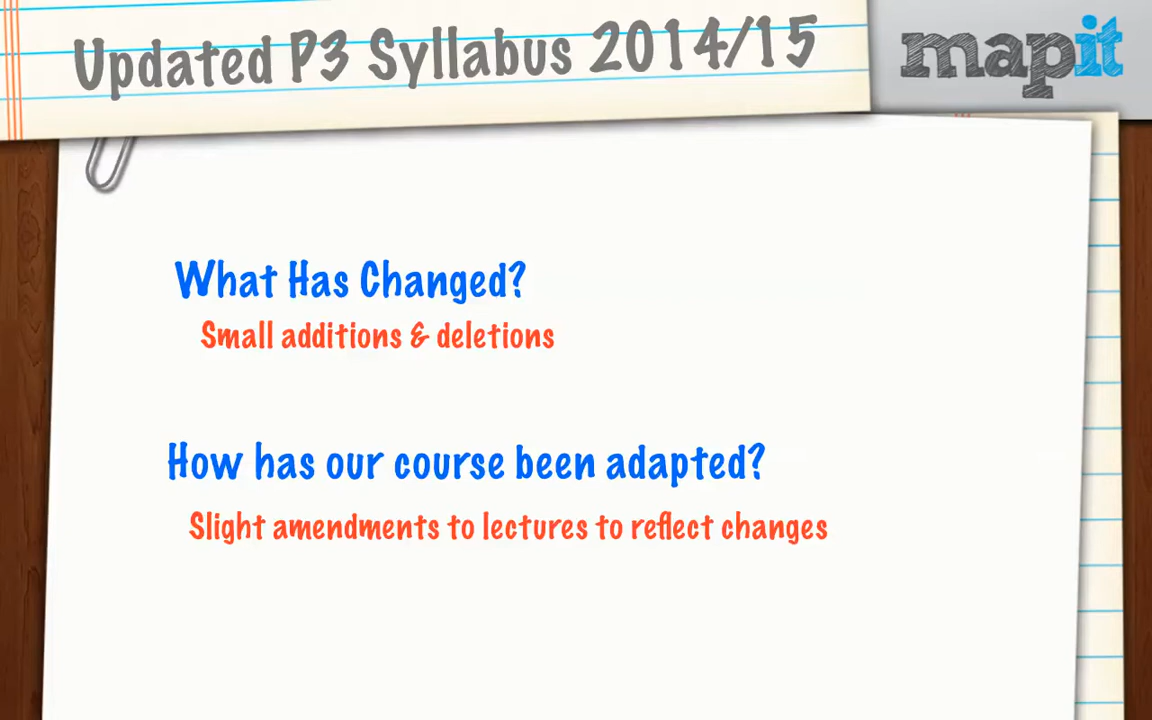 Updated P3 Syllabus 2014/15
mapit
What Has Changed?
Small additions & deletions
How has our course been adapted?
Slight amendments to lectures to reflect changes